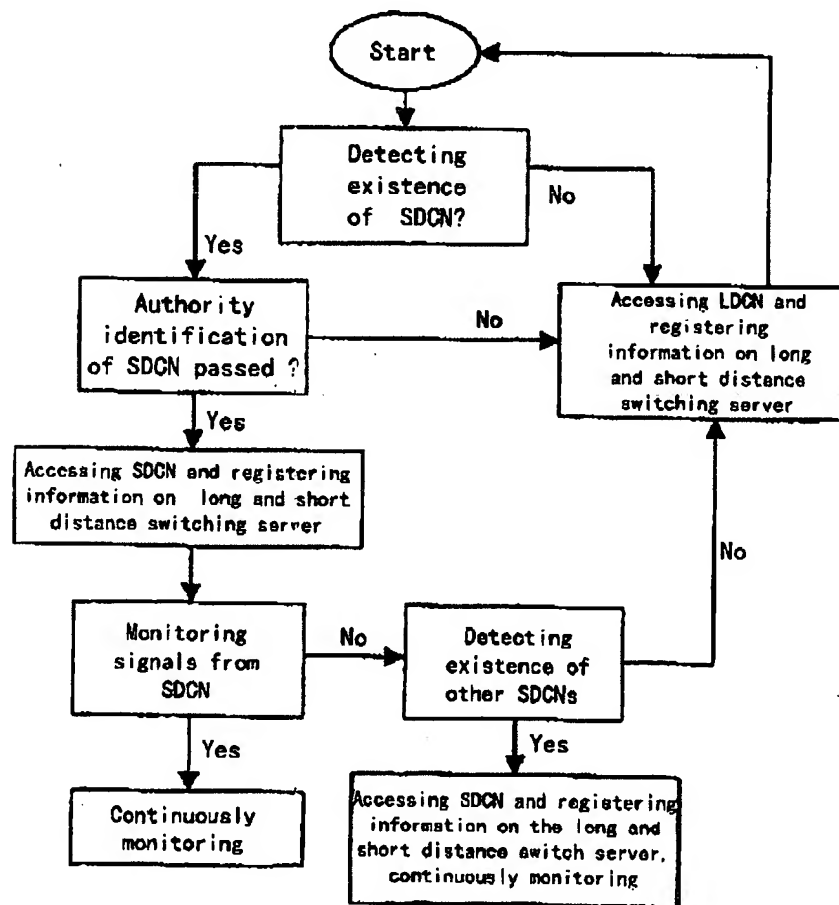 Start
Detecting
existence
of SDCN?
No
Yes
Authority
identification
of SDCN passed ?
No
Accessing LDCN and
registering
information on long
and short distance
switching server
Yes
Accessing SDCN and registering
information on long and short
distance switching server
No
Monitoring
signals from
SDCN
No
Detecting
existence of
other SDCNs
Yes
Yes
Continuously
monitoring
Accessing SDCN and registering
information on the long and
short distance switch server,
continuously monitoring